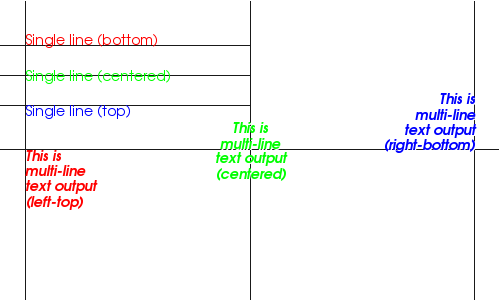 Single line (bottom)
Single line (centered)
Single line (top)
This is
multi-line
text output
(left-top)
This is
multi-line
text output
(centered)
This is
multi-line
text output
(right-bottom)